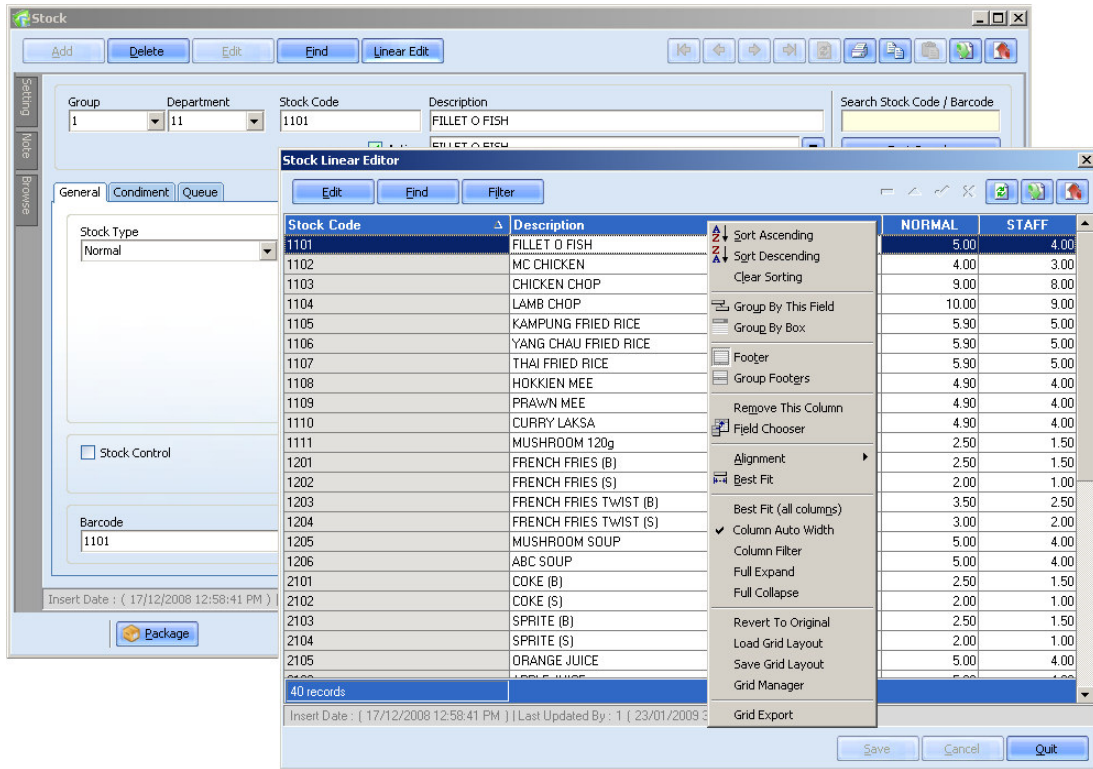 Stock
Add Delete Edit Find Linear Edit
Setting
Note
Browse
Group Department Stock Code Description Search Stock Code / Barcode
1 11 1101 FILLET O FISH
FILLET O FISH
General Condiment Queue
Stock Type
Normal
Stock Control
Barcode
1101
Insert Date : ( 17/12/2008 12:58:41 PM ) |
Package
Stock Linear Editor
Edit Find Filter
Stock Code Description NORMAL STAFF
1101 FILLET O FISH 5.00 4.00
1102 MC CHICKEN 4.00 3.00
1103 CHICKEN CHOP 9.00 8.00
1104 LAMB CHOP 10.00 9.00
1105 KAMPUNG FRIED RICE 5.90 5.00
1106 YANG CHAU FRIED RICE 5.90 5.00
1107 THAI FRIED RICE 5.90 5.00
1108 HOKKIEN MEE 4.90 4.00
1109 PRAWN MEE 4.90 4.00
1110 CURRY LAKSA 4.90 4.00
1111 MUSHROOM 120g 2.50 1.50
1201 FRENCH FRIES (B) 2.50 1.50
1202 FRENCH FRIES (S) 2.00 1.00
1203 FRENCH FRIES TWIST (B) 3.50 2.50
1204 FRENCH FRIES TWIST (S) 3.00 2.00
1205 MUSHROOM SOUP 5.00 4.00
1206 ABC SOUP 5.00 4.00
2101 COKE (B) 2.50 1.50
2102 COKE (S) 2.00 1.00
2103 SPRITE (B) 2.50 1.50
2104 SPRITE (S) 2.00 1.00
2105 ORANGE JUICE 5.00 4.00
40 records
Insert Date : ( 17/12/2008 12:58:41 PM ) | Last Updated By : 1 ( 23/01/2009 3
Save Cancel Quit
Sort Ascending
Sort Descending
Clear Sorting
Group By This Field
Group By Box
Footer
Group Footers
Remove This Column
Field Chooser
Alignment
Best Fit
Best Fit (all columns)
Column Auto Width
Column Filter
Full Expand
Full Collapse
Revert To Original
Load Grid Layout
Save Grid Layout
Grid Manager
Grid Export